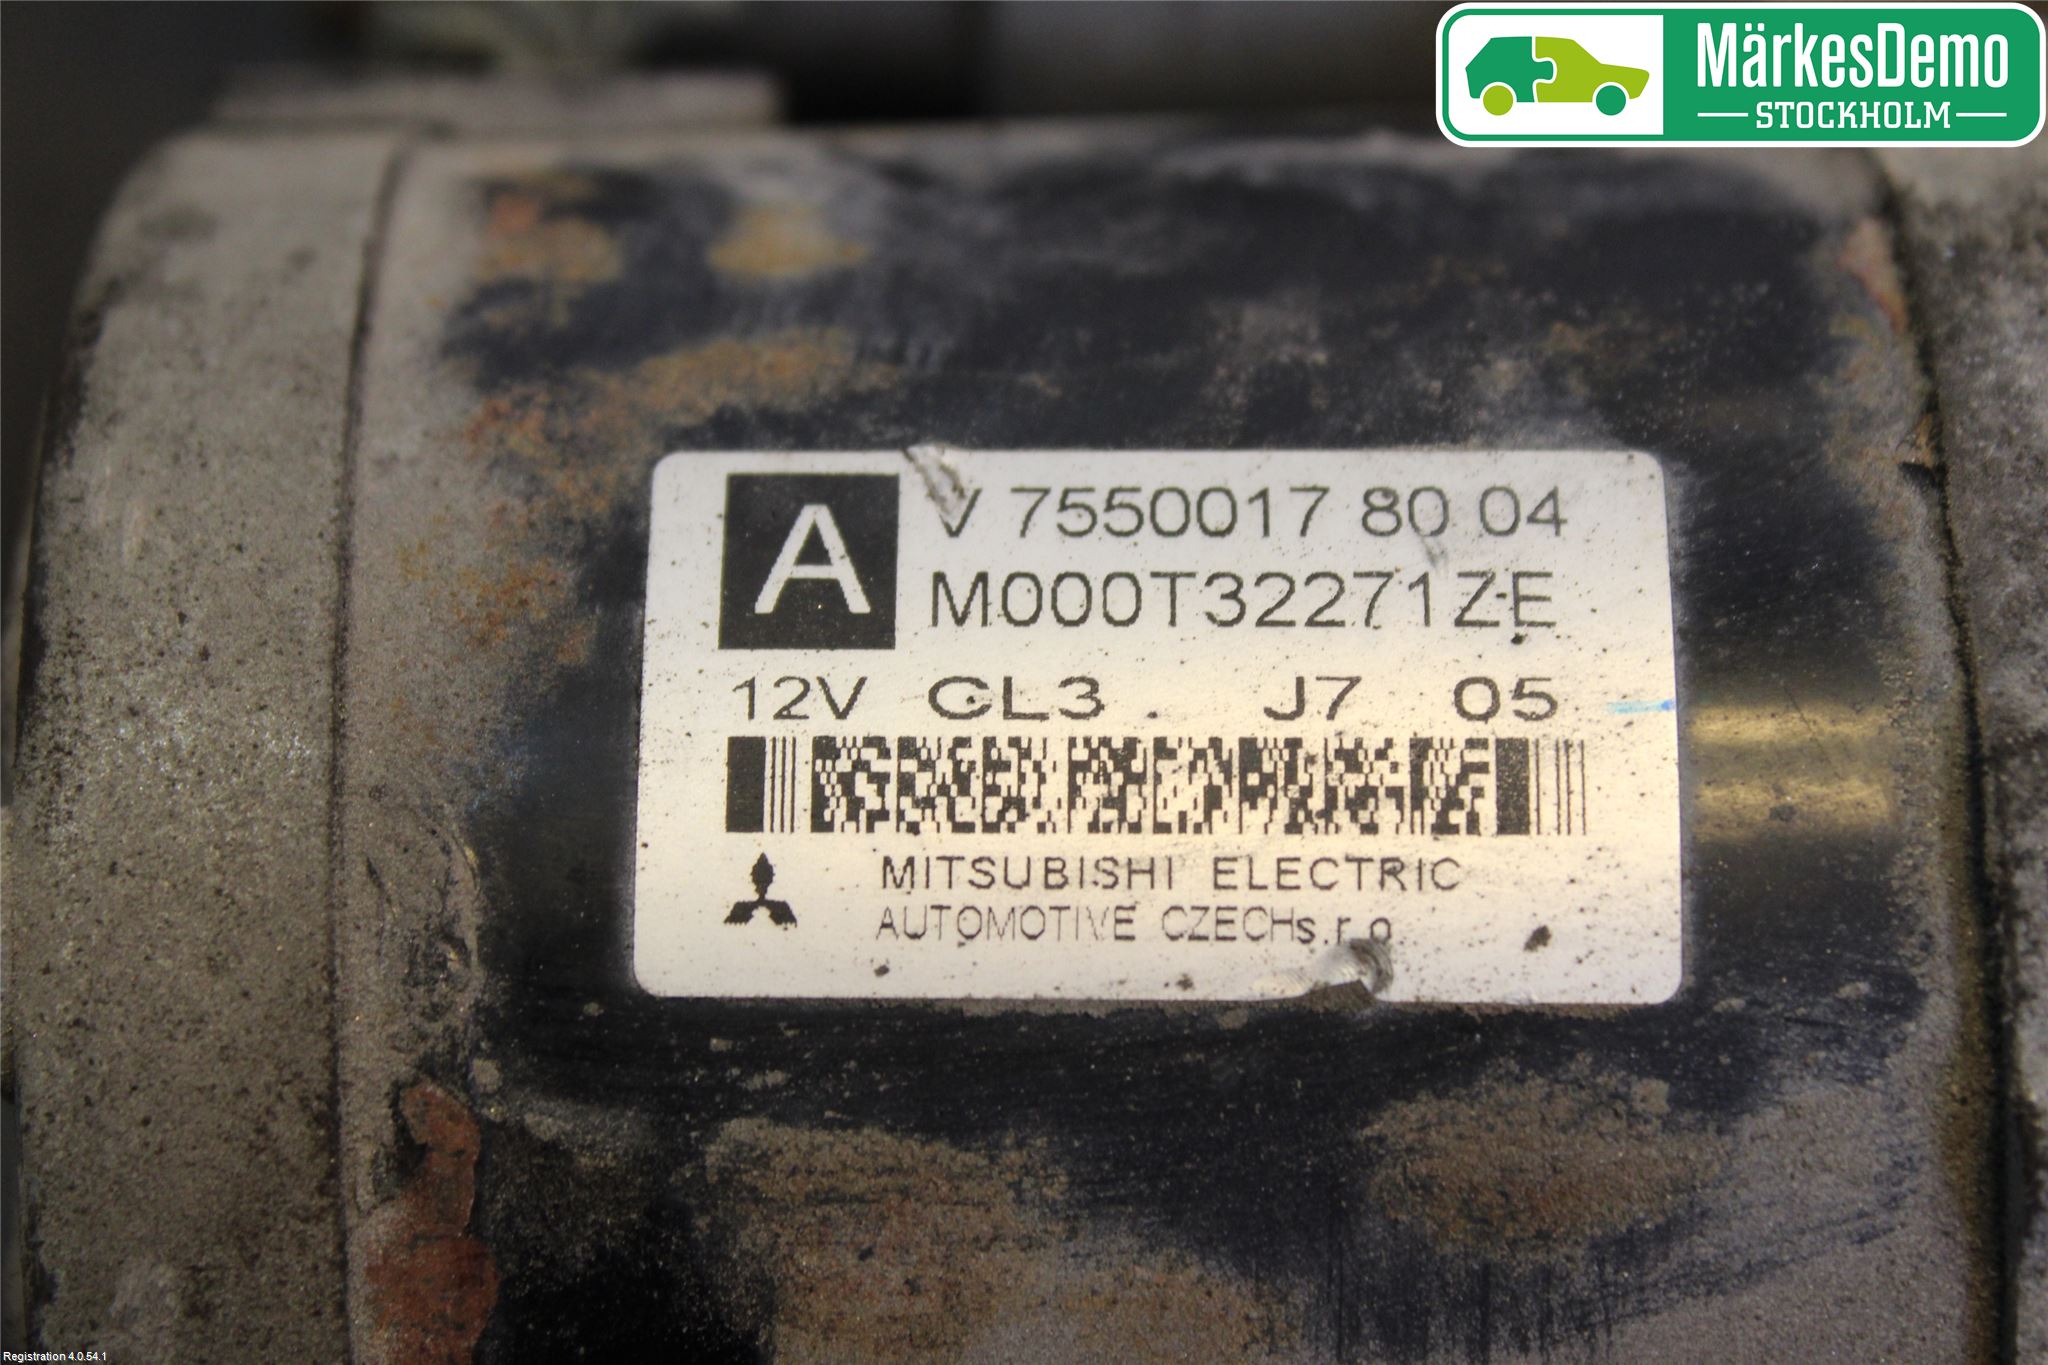 MärkesDemo
STOCKHOLM
A
V 7550017 80 04
M000T32271ZE
12V CL3 J7 05
MITSUBISHI ELECTRIC
AUTOMOTIVE CZECHs.r.o
Registration 4.0.54.1